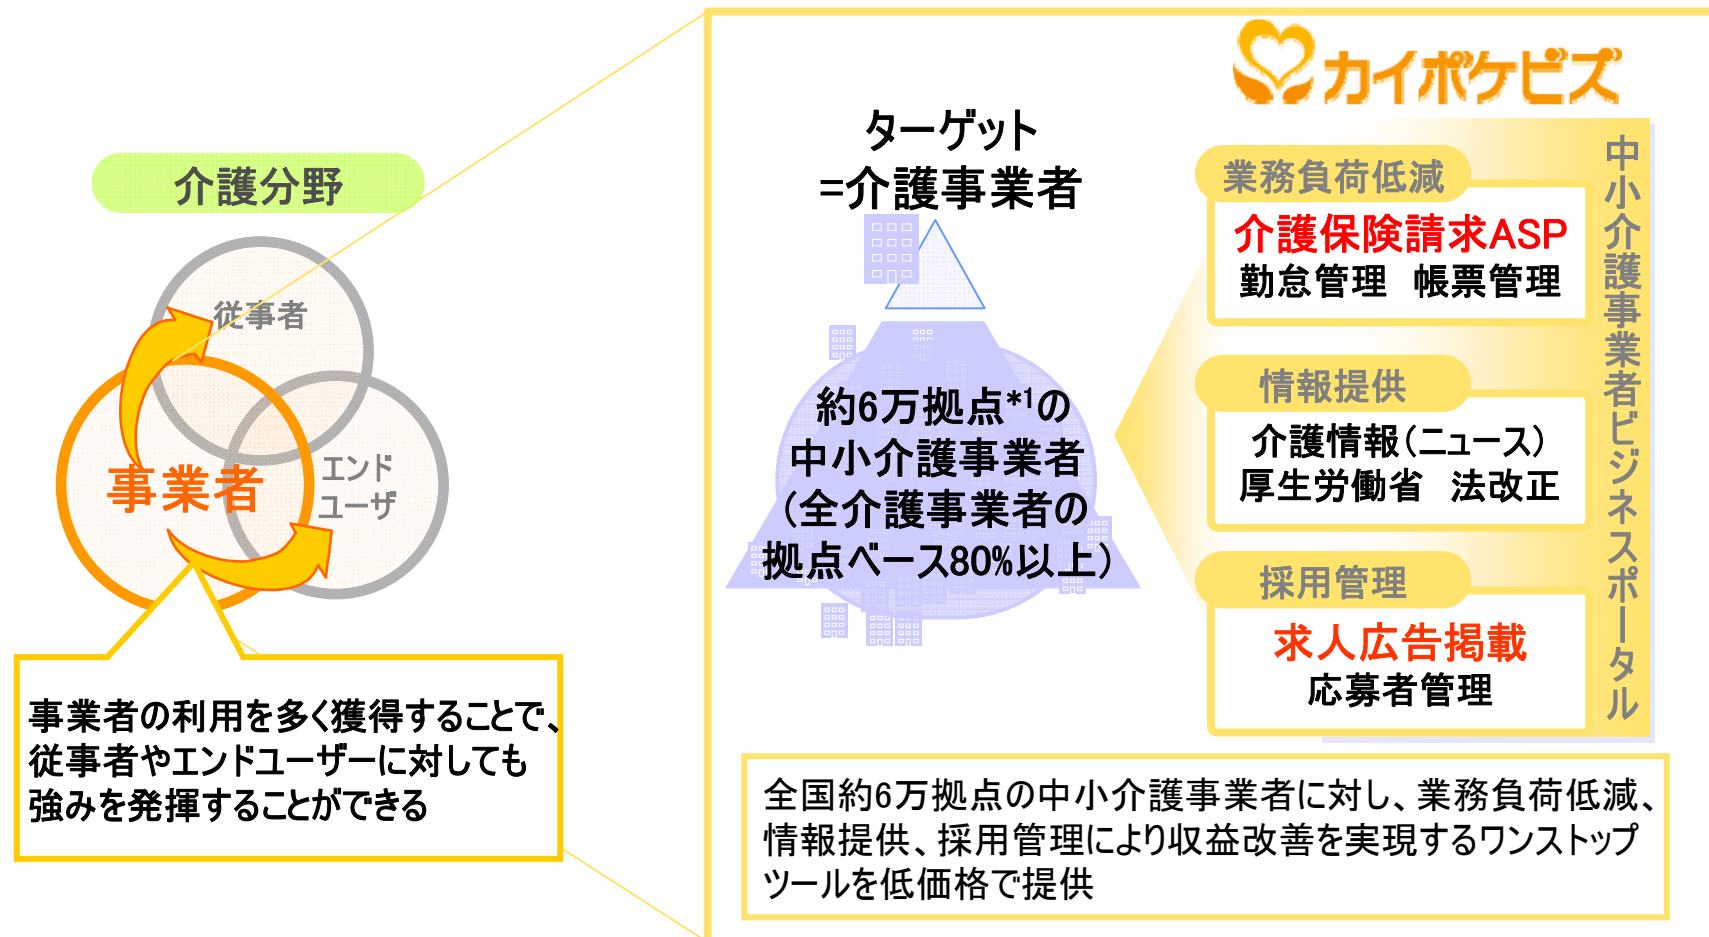 介護分野
従事者
事業者
エンド
ユーザ
事業者の利用を多く獲得することで、
従事者やエンドユーザーに対しても
強みを発揮することができる
カイポケビズ
ターゲット
=介護事業者
約6万拠点*1の
中小介護事業者
(全介護事業者の
拠点ベース80%以上)
業務負荷低減
介護保険請求ASP
勤怠管理　帳票管理
情報提供
介護情報(ニュース)
厚生労働省　法改正
採用管理
求人広告掲載
応募者管理
中小介護事業者ビジネスポータル
全国約6万拠点の中小介護事業者に対し、業務負荷低減、
情報提供、採用管理により収益改善を実現するワンストップ
ツールを低価格で提供